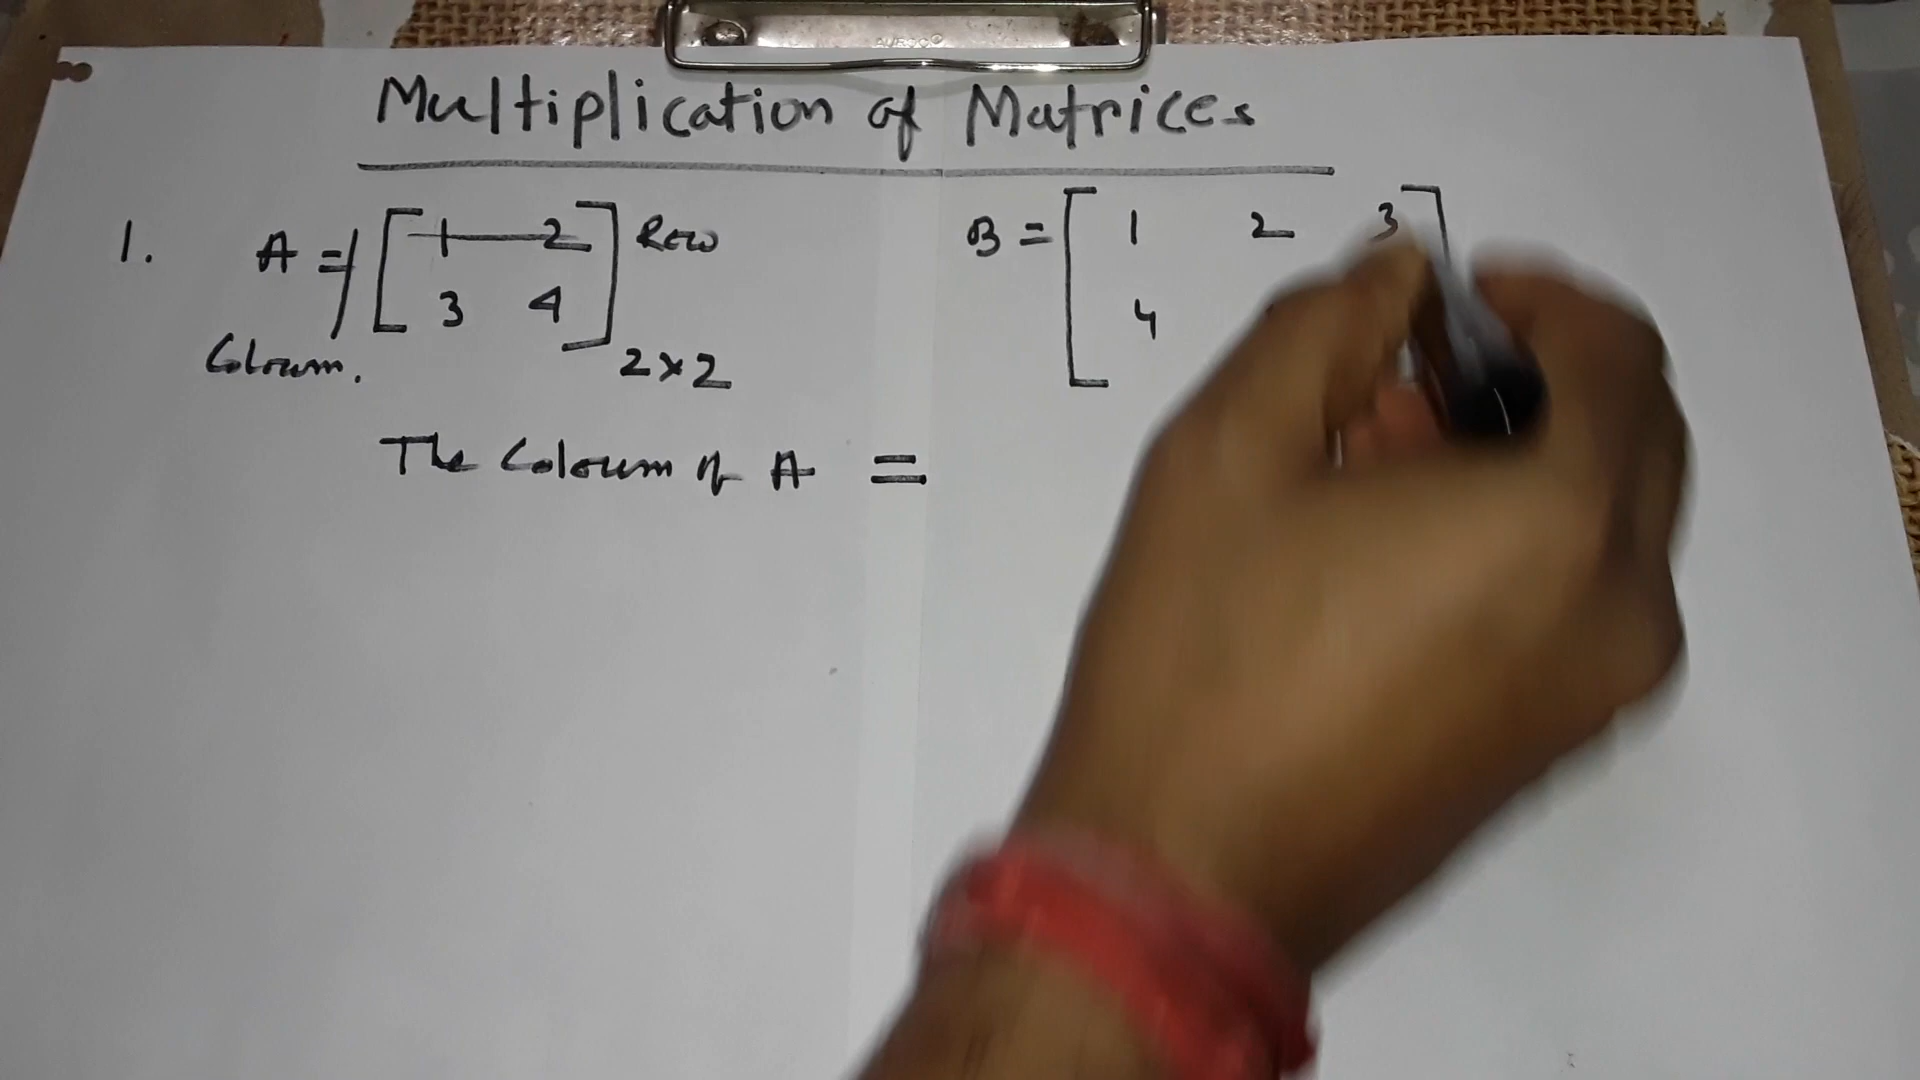 Multiplication of Matrices
1. A = [ 1 2 ] Row B = [ 1 2 3 ]
3 4 4
Coloum. 2×2
The Coloum of A =